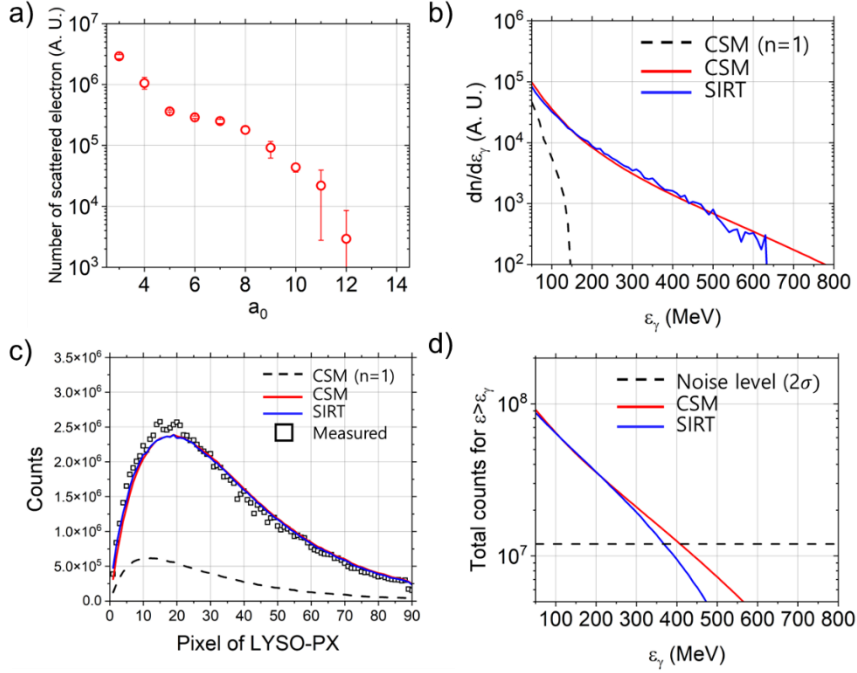 a)
Number of scattered electron (A. U.)
10^7
10^6
10^5
10^4
10^3
4 6 8 10 12 14
a_0
b)
dn/dε_γ (A. U.)
10^6
10^5
10^4
10^3
10^2
CSM (n=1)
CSM
SIRT
100 200 300 400 500 600 700 800
ε_γ (MeV)
c)
Counts
3.5×10^6
3.0×10^6
2.5×10^6
2.0×10^6
1.5×10^6
1.0×10^6
5.0×10^5
0.0
CSM (n=1)
CSM
SIRT
Measured
0 10 20 30 40 50 60 70 80 90
Pixel of LYSO-PX
d)
Total counts for ε>ε_γ
10^8
10^7
Noise level (2σ)
CSM
SIRT
100 200 300 400 500 600 700 800
ε_γ (MeV)